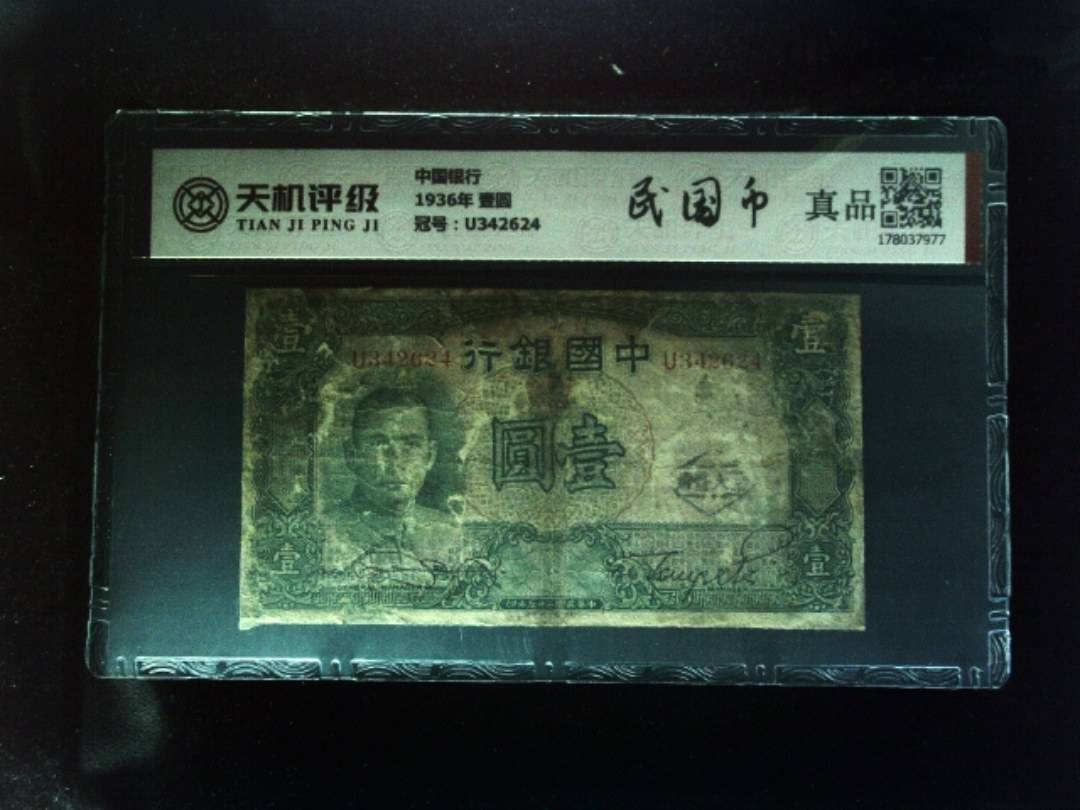 天机评级
TIAN JI PING JI
中国银行
1936年 壹圆
冠号：U342624
民国币
真品
178037977
壹
壹
U342624
行銀國中
U342624
圓壹
壹
壹